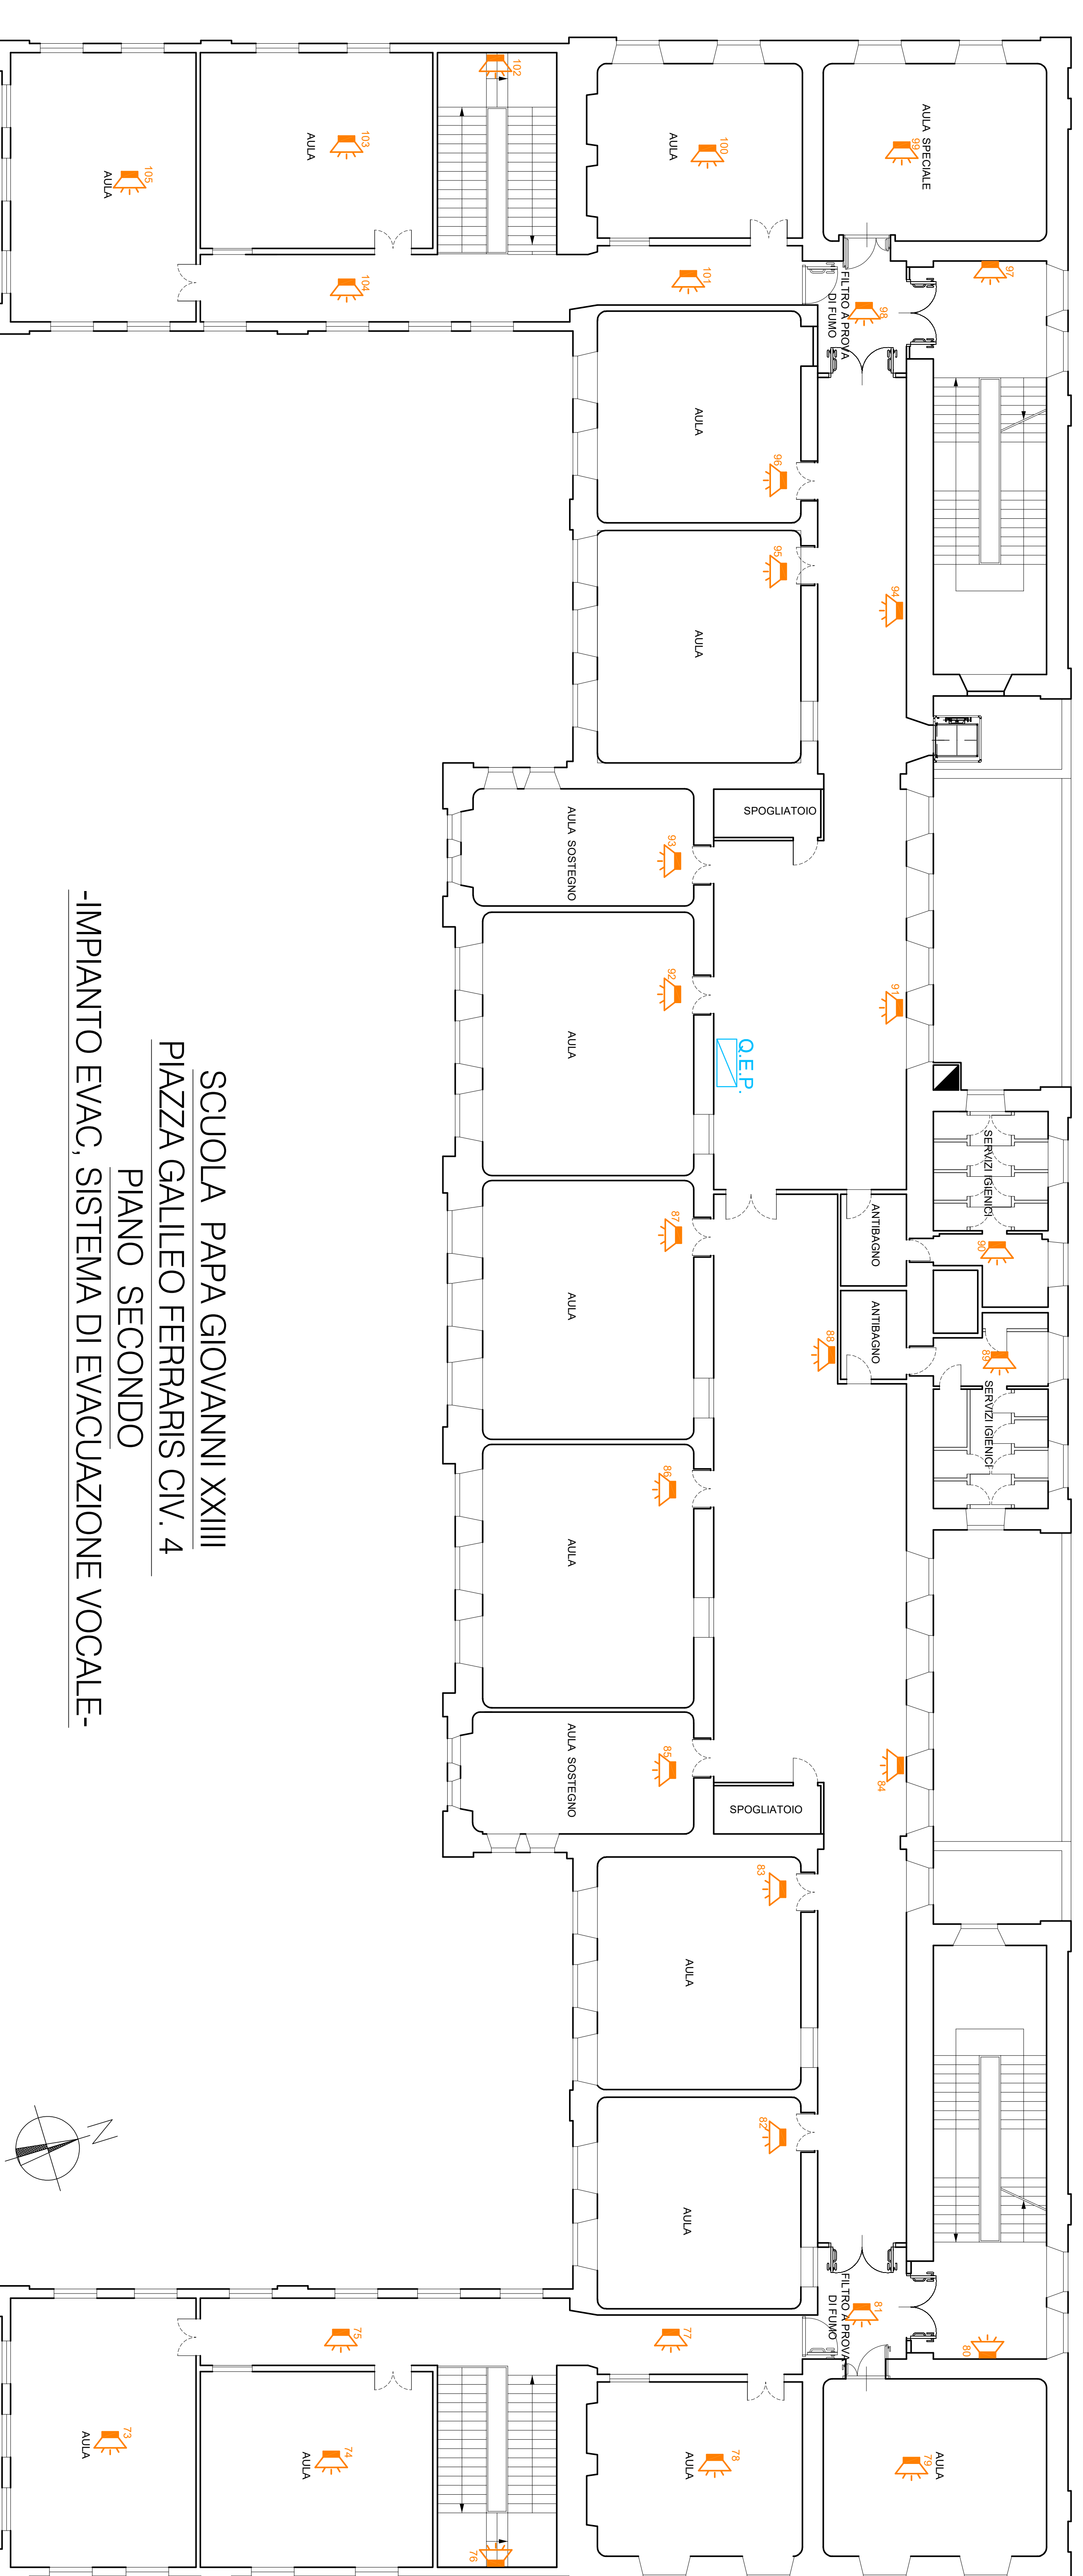 102
103
AULA
105
AULA
104
100
AULA
101
99
AULA SPECIALE
97
98
FILTRO A PROVA
DI FUMO
AULA
96
95
AULA
94
SPOGLIATOIO
93
AULA SOSTEGNO
92
AULA
91
Q.E.P.
SERVIZI IGIENICI
90
ANTIBAGNO
ANTIBAGNO
89
SERVIZI IGIENICI
88
87
AULA
86
AULA
85
AULA SOSTEGNO
84
SPOGLIATOIO
83
AULA
82
AULA
81
FILTRO A PROVA
DI FUMO
80
77
75
73
AULA
74
AULA
76
78
AULA
79
AULA
SCUOLA PAPA GIOVANNI XXIIII
PIAZZA GALILEO FERRARIS CIV. 4
PIANO SECONDO
-IMPIANTO EVAC, SISTEMA DI EVACUAZIONE VOCALE-
N